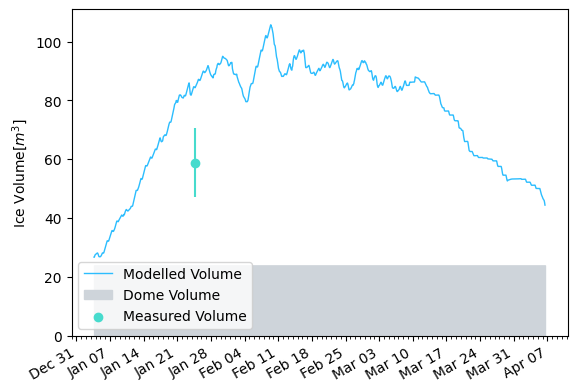 Ice Volume[m³]
100
80
60
40
20
0
Modelled Volume
Dome Volume
Measured Volume
Dec 31
Jan 07
Jan 14
Jan 21
Jan 28
Feb 04
Feb 11
Feb 18
Feb 25
Mar 03
Mar 10
Mar 17
Mar 24
Mar 31
Apr 07